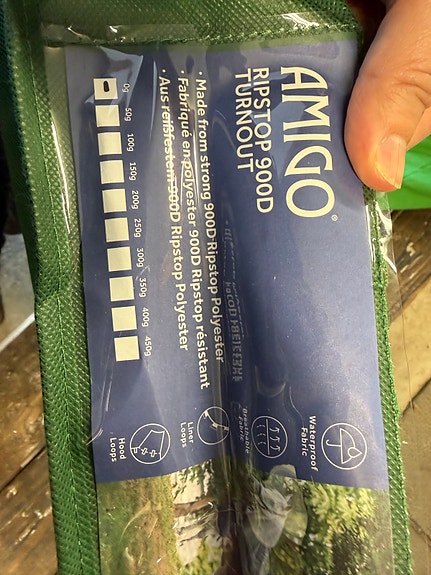 AMIGO®
RIPSTOP 900D
TURNOUT
· Made from strong 900D Ripstop Polyester
· Fabriqué en polyester 900D Ripstop résistant
· Aus reißfestem 900D Ripstop Polyester
0g 50g 100g 150g 200g 250g 300g 350g 400g 450g
Waterproof
Fabric
Breathable
Fabric
Liner
Loops
Hood
Loops